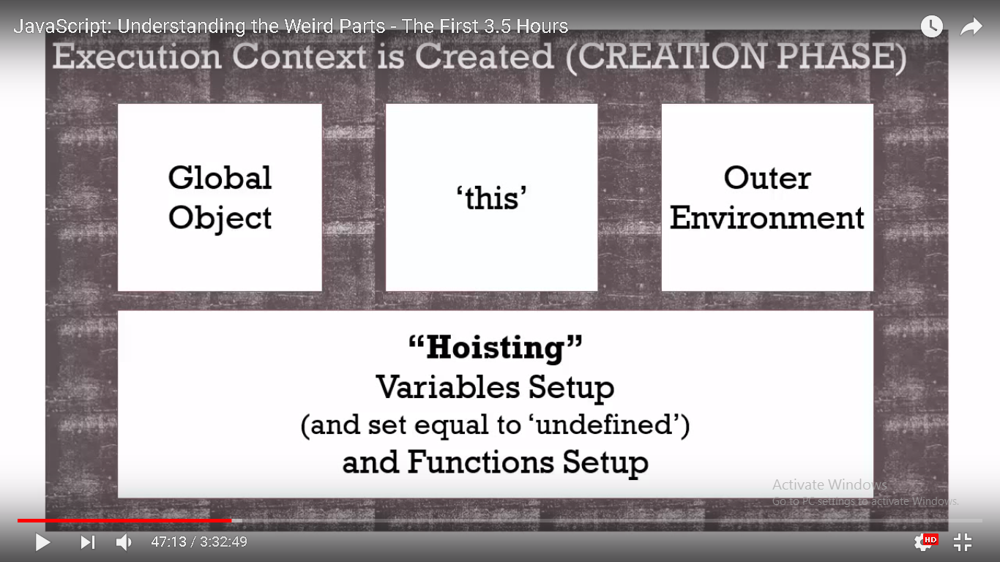 JavaScript: Understanding the Weird Parts - The First 3.5 Hours
Execution Context is Created (CREATION PHASE)
Global
Object
‘this’
Outer
Environment
“Hoisting”
Variables Setup
(and set equal to ‘undefined’)
and Functions Setup
Activate Windows
Go to PC settings to activate Windows.
47:13 / 3:32:49
HD